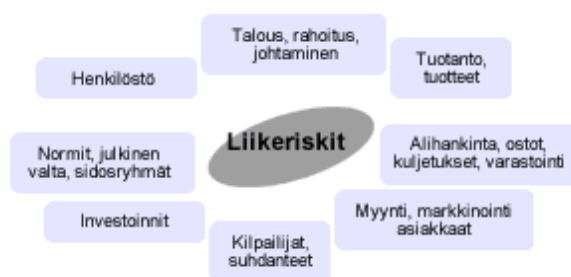 Talous, rahoitus,
johtaminen
Henkilöstö
Tuotanto,
tuotteet
Liikeriskit
Normit, julkinen
valta, sidosryhmät
Alihankinta, ostot,
kuljetukset, varastointi
Investoinnit
Myynti, markkinointi
asiakkaat
Kilpailijat,
suhdanteet